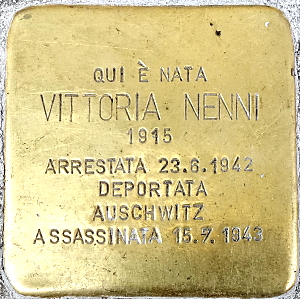 QUI È NATA
VITTORIA NENNI
1915
ARRESTATA 23.6.1942
DEPORTATA
AUSCHWITZ
ASSASSINATA 15.7.1943